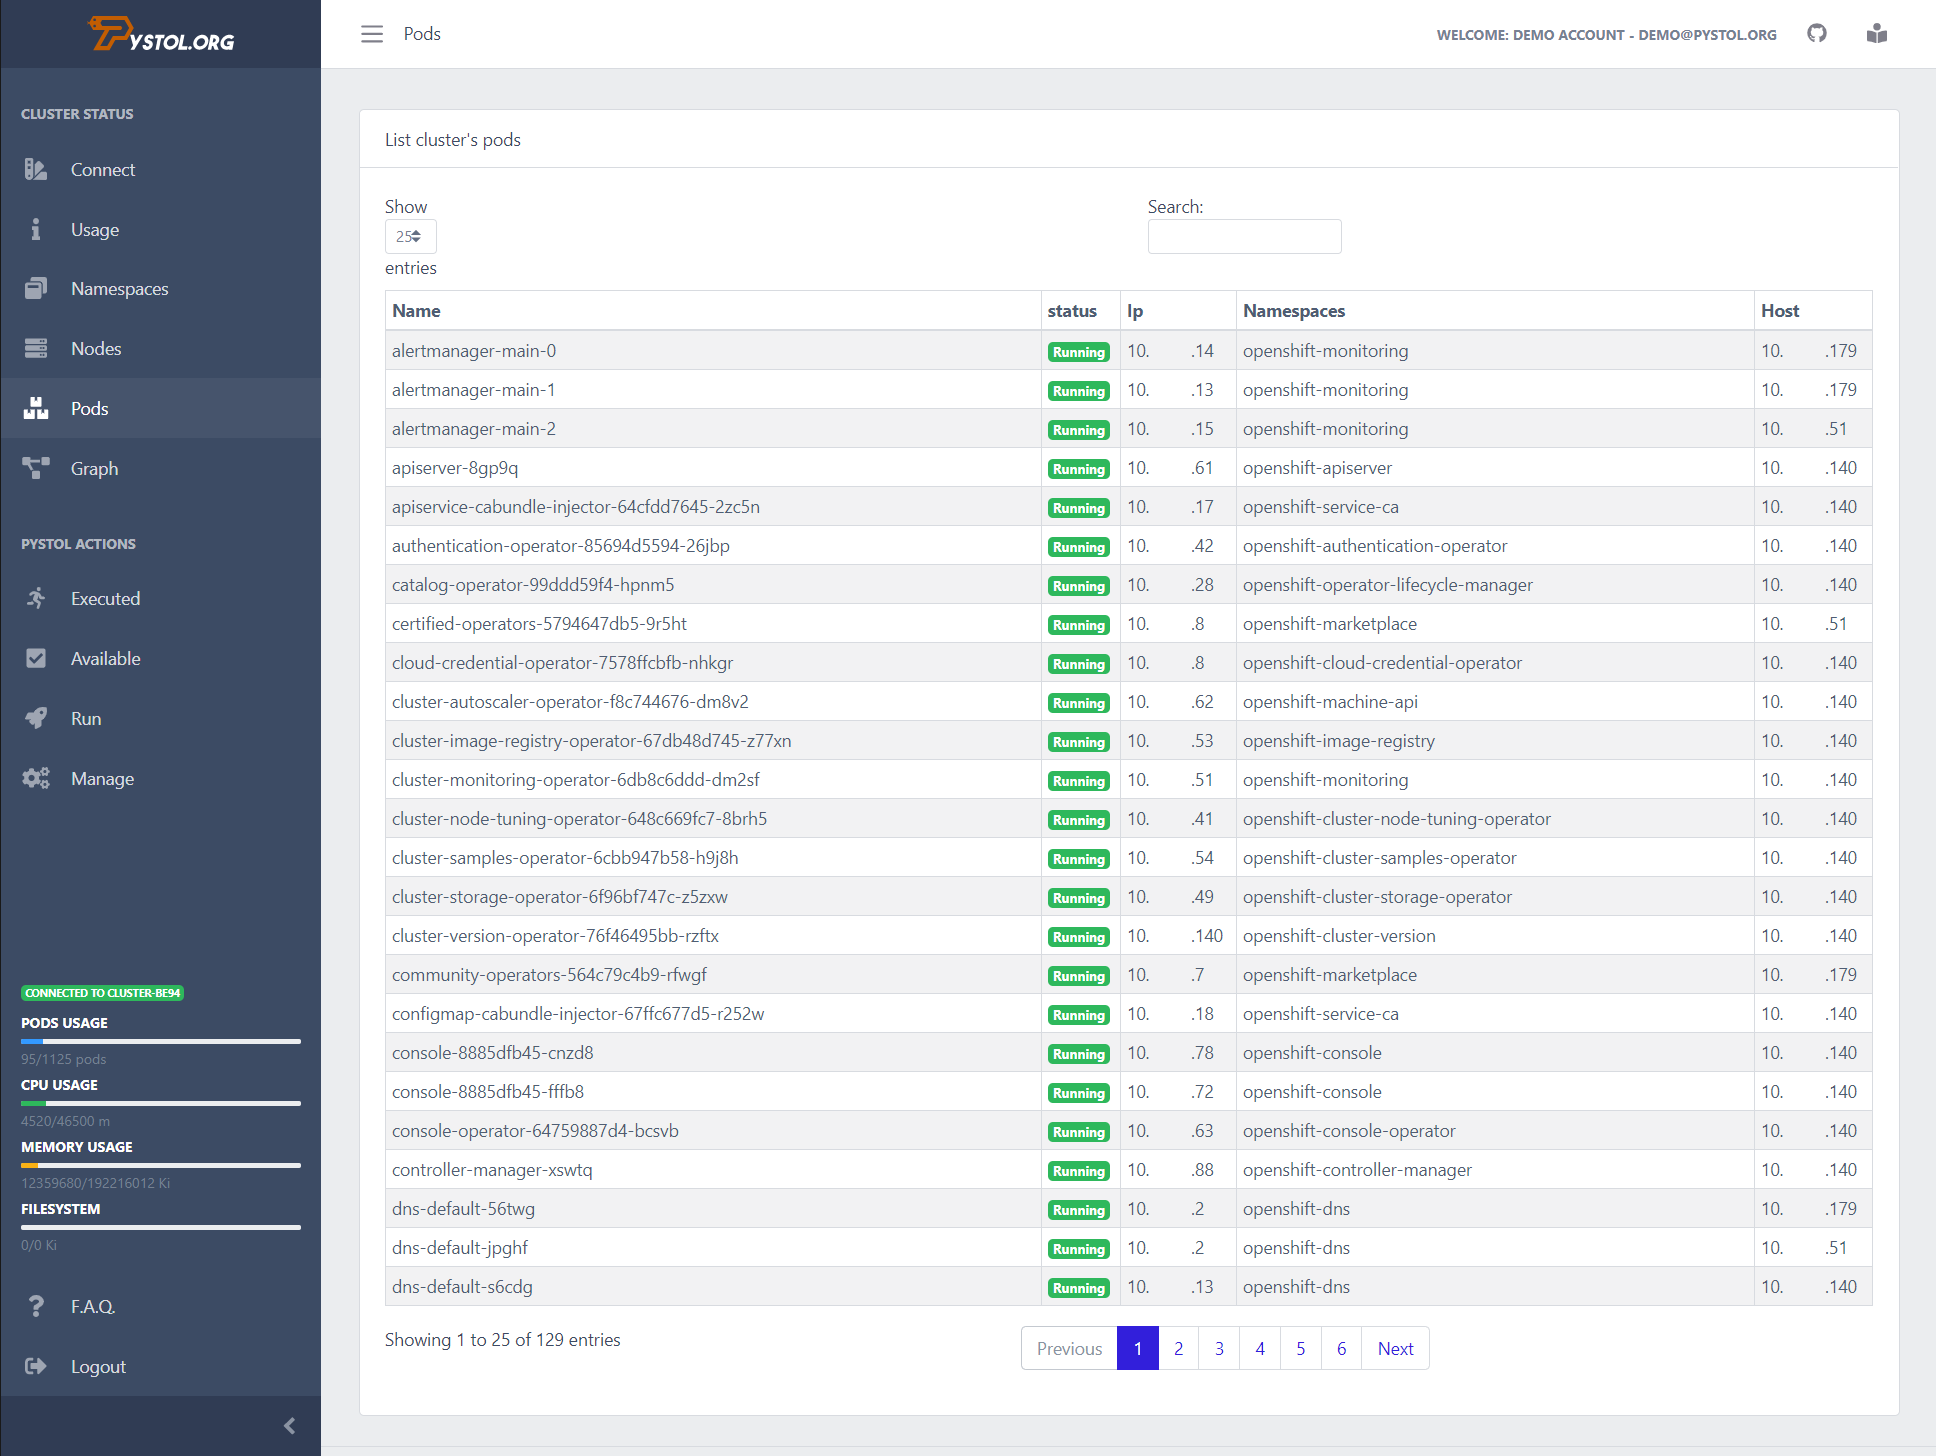 PYSTOL.ORG
Pods
WELCOME: DEMO ACCOUNT - DEMO@PYSTOL.ORG
CLUSTER STATUS
Connect
Usage
Namespaces
Nodes
Pods
Graph
PYSTOL ACTIONS
Executed
Available
Run
Manage
CONNECTED TO CLUSTER-BE94
PODS USAGE
95/1125 pods
CPU USAGE
4520/46500 m
MEMORY USAGE
12359680/192216012 Ki
FILESYSTEM
0/0 Ki
F.A.Q.
Logout
List cluster's pods
Show
25
entries
Search:
Name status Ip Namespaces Host
alertmanager-main-0 Running 10. .14 openshift-monitoring 10. .179
alertmanager-main-1 Running 10. .13 openshift-monitoring 10. .179
alertmanager-main-2 Running 10. .15 openshift-monitoring 10. .51
apiserver-8gp9q Running 10. .61 openshift-apiserver 10. .140
apiservice-cabundle-injector-64cfdd7645-2zc5n Running 10. .17 openshift-service-ca 10. .140
authentication-operator-85694d5594-26jbp Running 10. .42 openshift-authentication-operator 10. .140
catalog-operator-99ddd59f4-hpnm5 Running 10. .28 openshift-operator-lifecycle-manager 10. .140
certified-operators-5794647db5-9r5ht Running 10. .8 openshift-marketplace 10. .51
cloud-credential-operator-7578ffcbfb-nhkgr Running 10. .8 openshift-cloud-credential-operator 10. .140
cluster-autoscaler-operator-f8c744676-dm8v2 Running 10. .62 openshift-machine-api 10. .140
cluster-image-registry-operator-67db48d745-z77xn Running 10. .53 openshift-image-registry 10. .140
cluster-monitoring-operator-6db8c6ddd-dm2sf Running 10. .51 openshift-monitoring 10. .140
cluster-node-tuning-operator-648c669fc7-8brh5 Running 10. .41 openshift-cluster-node-tuning-operator 10. .140
cluster-samples-operator-6cbb947b58-h9j8h Running 10. .54 openshift-cluster-samples-operator 10. .140
cluster-storage-operator-6f96bf747c-z5zxw Running 10. .49 openshift-cluster-storage-operator 10. .140
cluster-version-operator-76f46495bb-rzftx Running 10. .140 openshift-cluster-version 10. .140
community-operators-564c79c4b9-rfwgf Running 10. .7 openshift-marketplace 10. .179
configmap-cabundle-injector-67ffc677d5-r252w Running 10. .18 openshift-service-ca 10. .140
console-8885dfb45-cnzd8 Running 10. .78 openshift-console 10. .140
console-8885dfb45-fffb8 Running 10. .72 openshift-console 10. .140
console-operator-64759887d4-bcsvb Running 10. .63 openshift-console-operator 10. .140
controller-manager-xswtq Running 10. .88 openshift-controller-manager 10. .140
dns-default-56twg Running 10. .2 openshift-dns 10. .179
dns-default-jpghf Running 10. .2 openshift-dns 10. .51
dns-default-s6cdg Running 10. .13 openshift-dns 10. .140
Showing 1 to 25 of 129 entries
Previous 1 2 3 4 5 6 Next